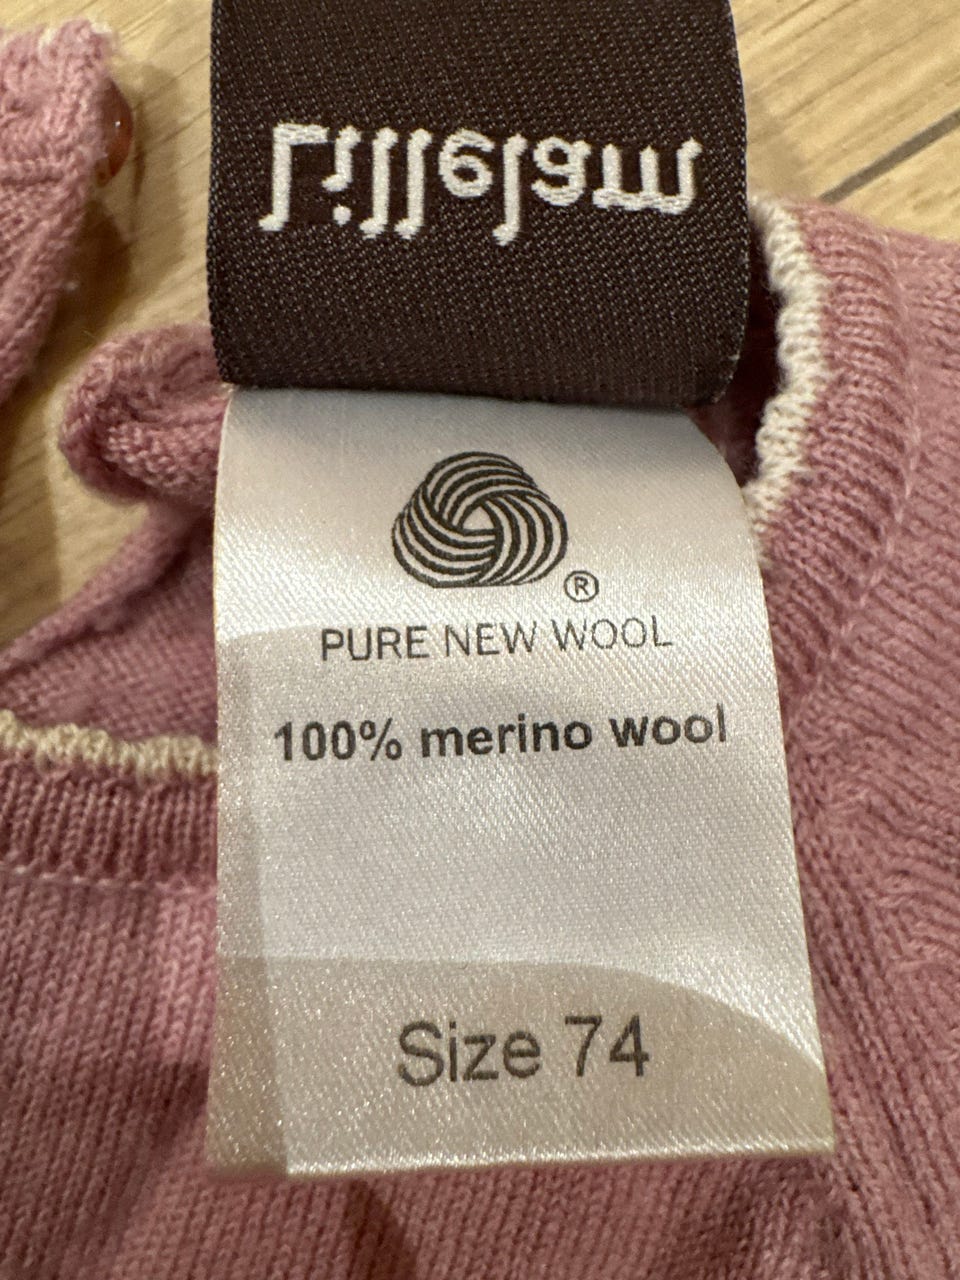 Lillelam
®
PURE NEW WOOL
100% merino wool
Size 74